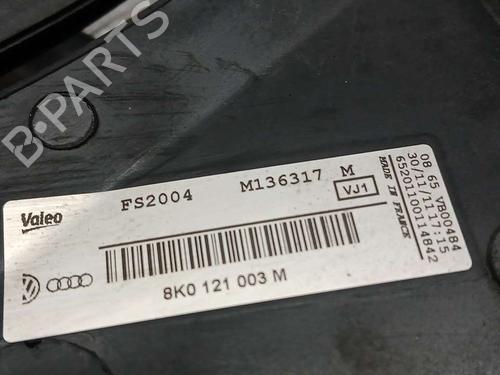 B-PARTS
Valeo
FS2004
M136317 M
VJ1
8K0 121 003 M
MADE IN FRANCE
08 65 VB00484
30/11/11 17:15
65201100114842